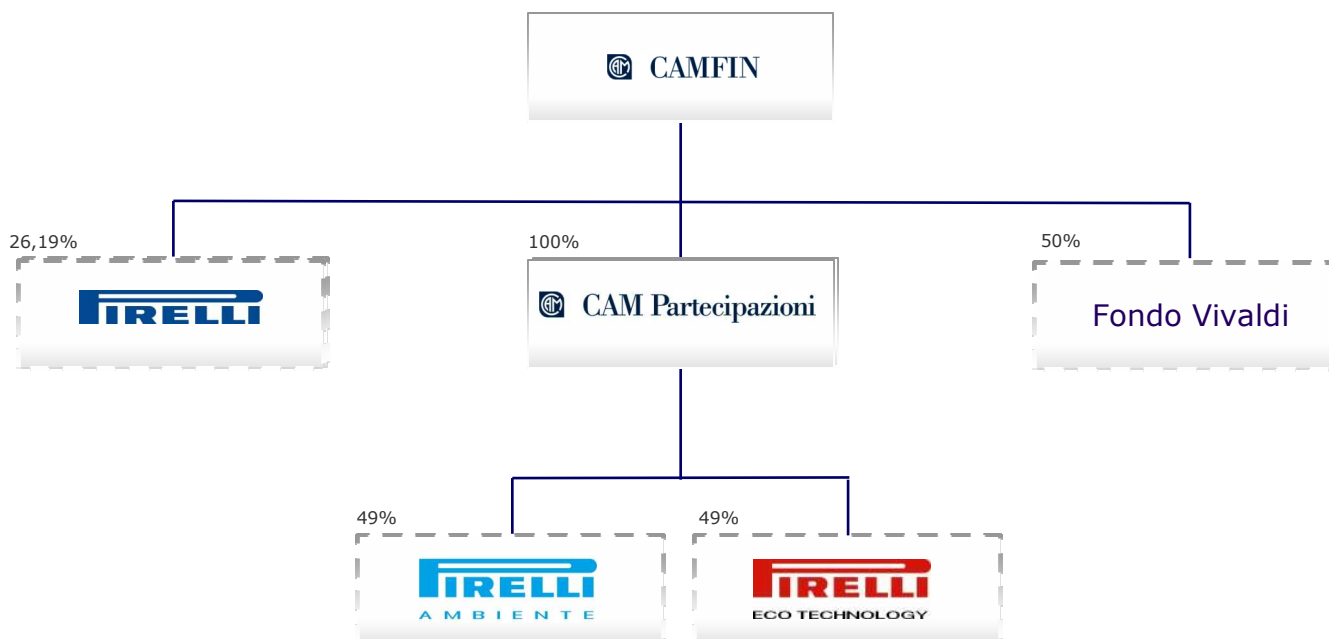 CAMFIN
26,19%
100%
50%
PIRELLI
CAM Partecipazioni
Fondo Vivaldi
49%
49%
PIRELLI
AMBIENTE
PIRELLI
ECO TECHNOLOGY